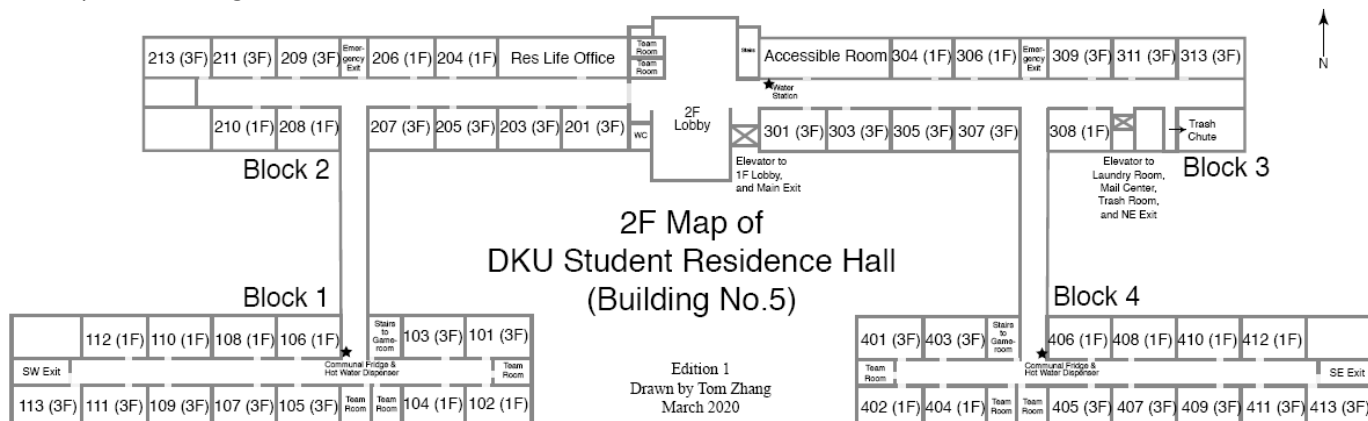 213 (3F) 211 (3F) 209 (3F) Emer-
gency
Exit 206 (1F) 204 (1F) Res Life Office Team
Room
Team
Room Stairs Accessible Room 304 (1F) 306 (1F) Emer-
gency
Exit 309 (3F) 311 (3F) 313 (3F)
N
Water
Station
2F
Lobby
210 (1F) 208 (1F) 207 (3F) 205 (3F) 203 (3F) 201 (3F) WC 301 (3F) 303 (3F) 305 (3F) 307 (3F) 308 (1F) Trash
Chute
Block 2
Elevator to
1F Lobby,
and Main Exit
Elevator to
Laundry Room,
Mail Center,
Trash Room,
and NE Exit
Block 3
2F Map of
DKU Student Residence Hall
(Building No.5)
Block 1
Block 4
112 (1F) 110 (1F) 108 (1F) 106 (1F) Stairs
to
Game-
room 103 (3F) 101 (3F)
SW Exit
Communal Fridge &
Hot Water Dispenser
Team
Room
113 (3F) 111 (3F) 109 (3F) 107 (3F) 105 (3F) Team
Room Team
Room 104 (1F) 102 (1F)
Edition 1
Drawn by Tom Zhang
March 2020
401 (3F) 403 (3F) Stairs
to
Game-
room 406 (1F) 408 (1F) 410 (1F) 412 (1F)
Team
Room
Communal Fridge &
Hot Water Dispenser
SE Exit
402 (1F) 404 (1F) Team
Room Team
Room 405 (3F) 407 (3F) 409 (3F) 411 (3F) 413 (3F)